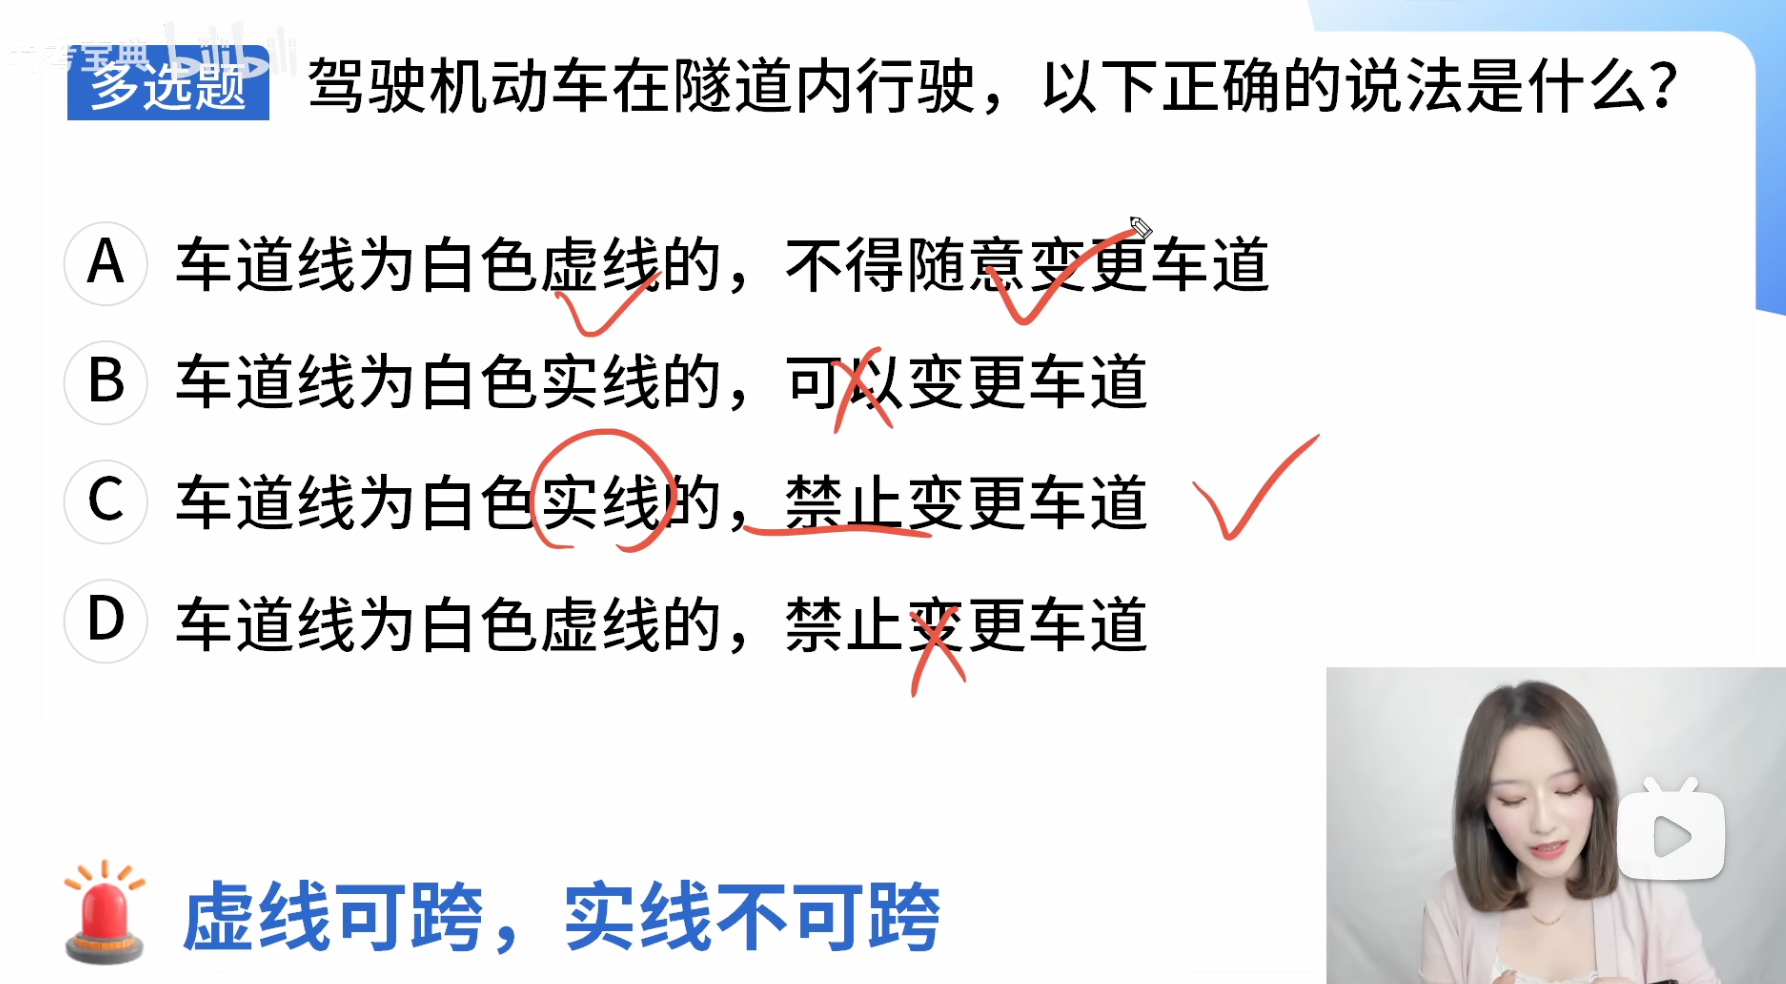 考宝典 bilibili
多选题 驾驶机动车在隧道内行驶，以下正确的说法是什么？
A 车道线为白色虚线的，不得随意变更车道
B 车道线为白色实线的，可以变更车道
C 车道线为白色实线的，禁止变更车道
D 车道线为白色虚线的，禁止变更车道
虚线可跨，实线不可跨